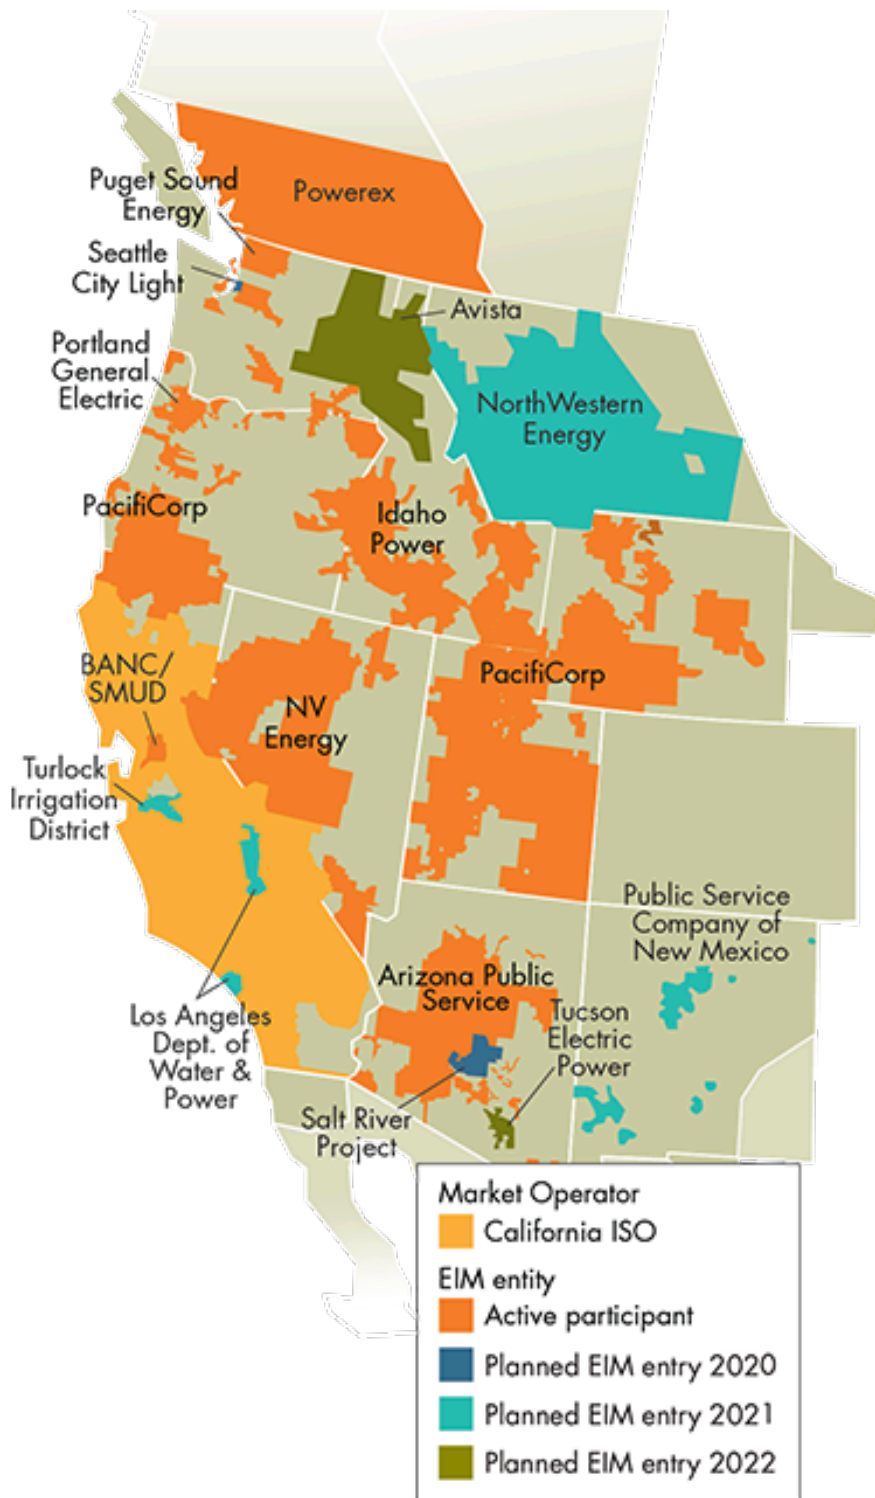 Puget Sound
Energy
Powerex
Seattle
City Light
Avista
Portland
General
Electric
NorthWestern
Energy
PacifiCorp
Idaho
Power
BANC/
SMUD
PacifiCorp
NV
Energy
Turlock
Irrigation
District
Public Service
Company of
New Mexico
Arizona Public
Service
Tucson
Electric
Power
Los Angeles
Dept. of
Water &
Power
Salt River
Project
Market Operator
California ISO
EIM entity
Active participant
Planned EIM entry 2020
Planned EIM entry 2021
Planned EIM entry 2022